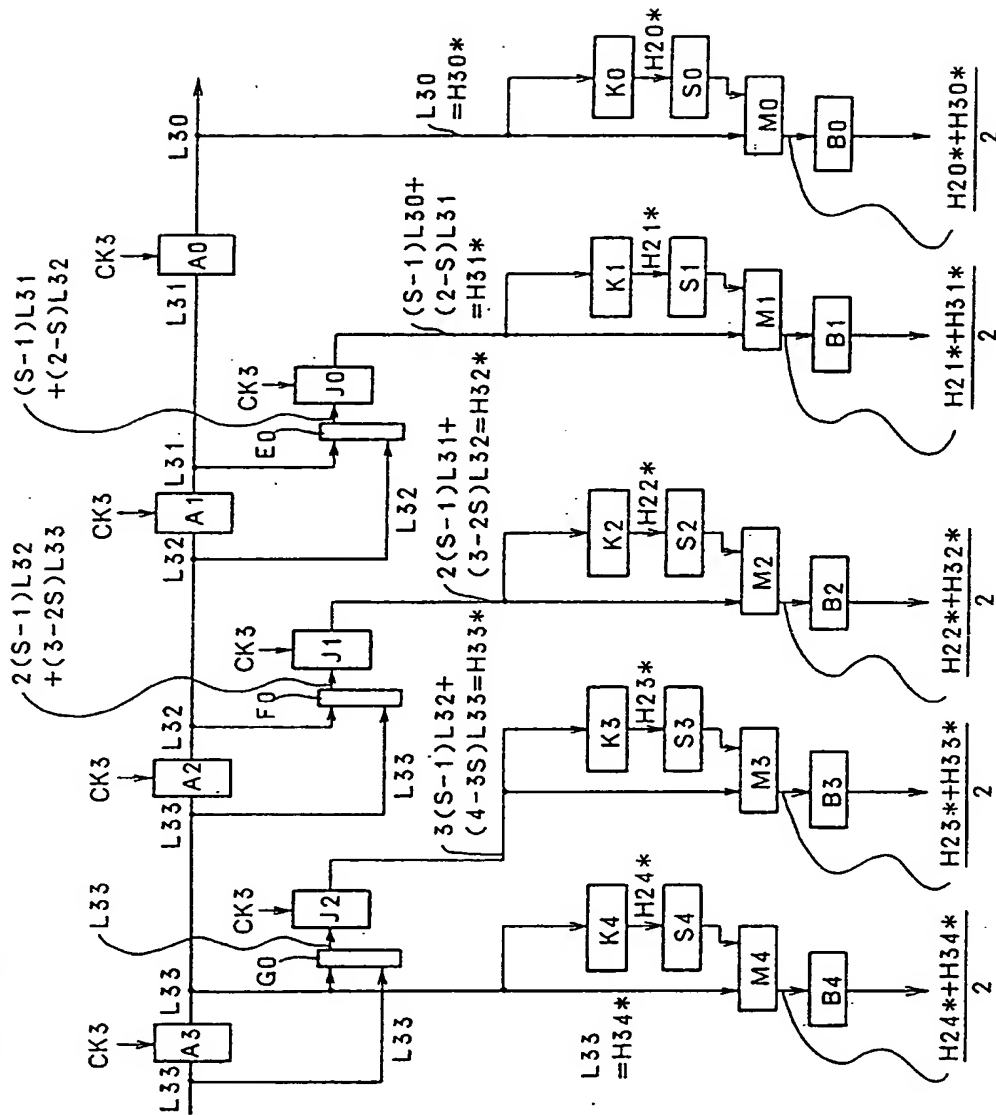 2(S-1)L32
+(3-2S)L33
(S-1)L31
+(2-S)L32
L33
CK3
CK3
CK3
CK3
L33
A3
L33
L33
A2
L32
L32
A1
L31
L31
A0
L30
G0
CK3
J2
L33
F0
CK3
J1
L33
E0
CK3
J0
L32
3(S-1)L32+
(4-3S)L33=H33*
2(S-1)L31+
(3-2S)L32=H32*
(S-1)L30+
(2-S)L31
=H31*
L30
=H30*
L33
=H34*
K4
H24*
S4
M4
B4
K3
H23*
S3
M3
B3
K2
H22*
S2
M2
B2
K1
H21*
S1
M1
B1
K0
H20*
S0
M0
B0
H24*+H34*
2
H23*+H33*
2
H22*+H32*
2
H21*+H31*
2
H20*+H30*
2